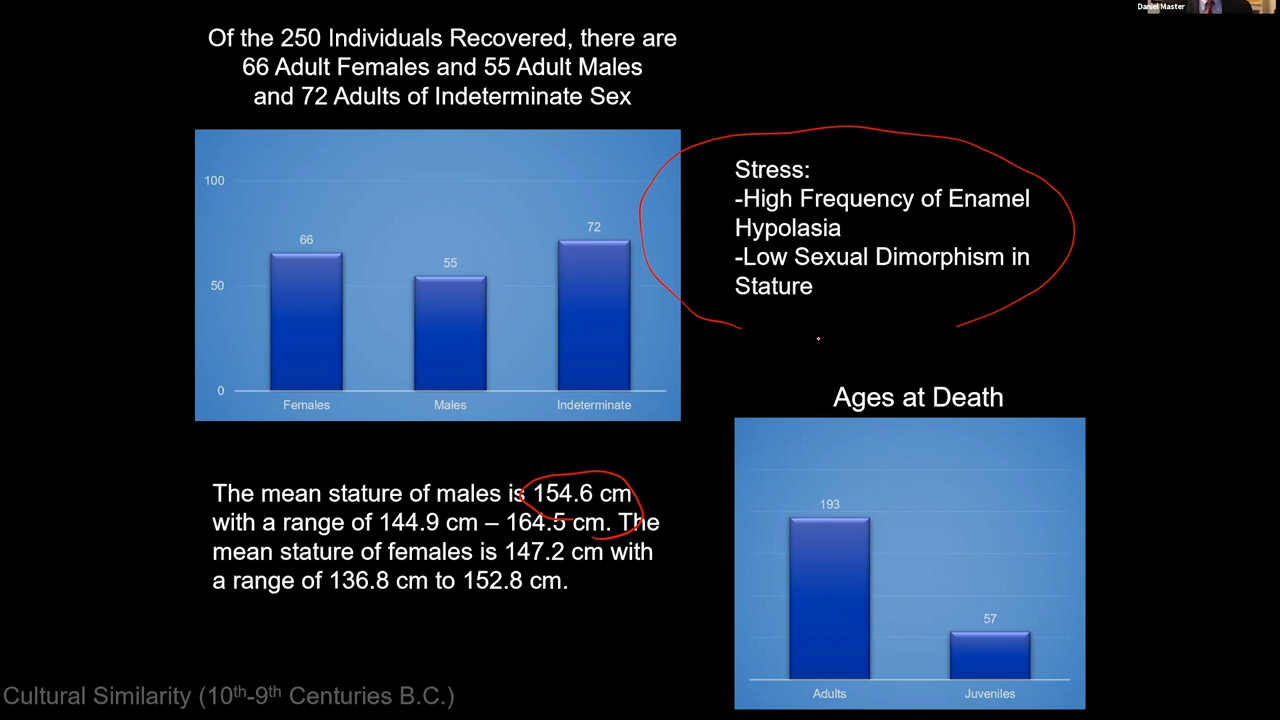 Daniel Master
Of the 250 Individuals Recovered, there are
66 Adult Females and 55 Adult Males
and 72 Adults of Indeterminate Sex
100
50
0
66
55
72
Females
Males
Indeterminate
Stress:
-High Frequency of Enamel
Hypolasia
-Low Sexual Dimorphism in
Stature
The mean stature of males is 154.6 cm
with a range of 144.9 cm – 164.5 cm. The
mean stature of females is 147.2 cm with
a range of 136.8 cm to 152.8 cm.
Ages at Death
193
57
Adults
Juveniles
Cultural Similarity (10th-9th Centuries B.C.)